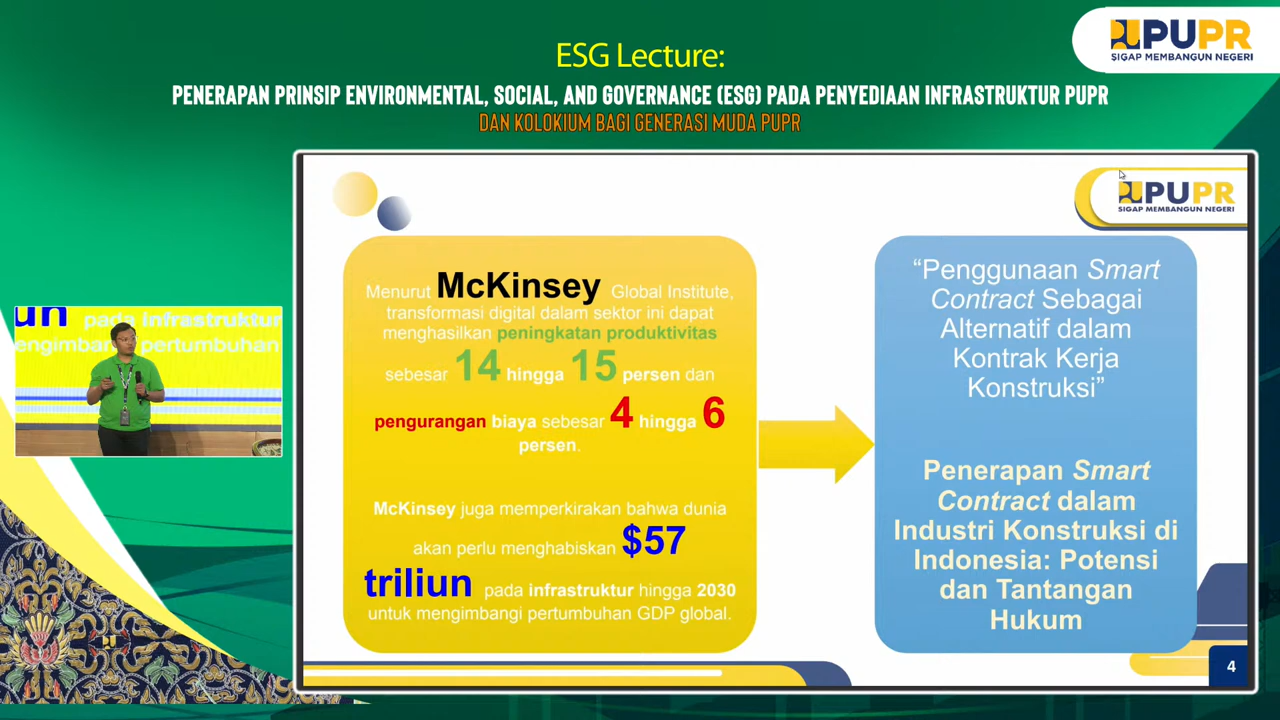 ESG Lecture:
PENERAPAN PRINSIP ENVIRONMENTAL, SOCIAL, AND GOVERNANCE (ESG) PADA PENYEDIAAN INFRASTRUKTUR PUPR
DAN KOLOKIUM BAGI GENERASI MUDA PUPR
PUPR
SIGAP MEMBANGUN NEGERI
PUPR
SIGAP MEMBANGUN NEGERI
Menurut McKinsey Global Institute,
transformasi digital dalam sektor ini dapat
menghasilkan peningkatan produktivitas
sebesar 14 hingga 15 persen dan
pengurangan biaya sebesar 4 hingga 6
persen.
McKinsey juga memperkirakan bahwa dunia
akan perlu menghabiskan $57
triliun pada infrastruktur hingga 2030
untuk mengimbangi pertumbuhan GDP global.
“Penggunaan Smart
Contract Sebagai
Alternatif dalam
Kontrak Kerja
Konstruksi”
Penerapan Smart
Contract dalam
Industri Konstruksi di
Indonesia: Potensi
dan Tantangan
Hukum
4
un pada Infrastruktur
engimba pertumbuhan